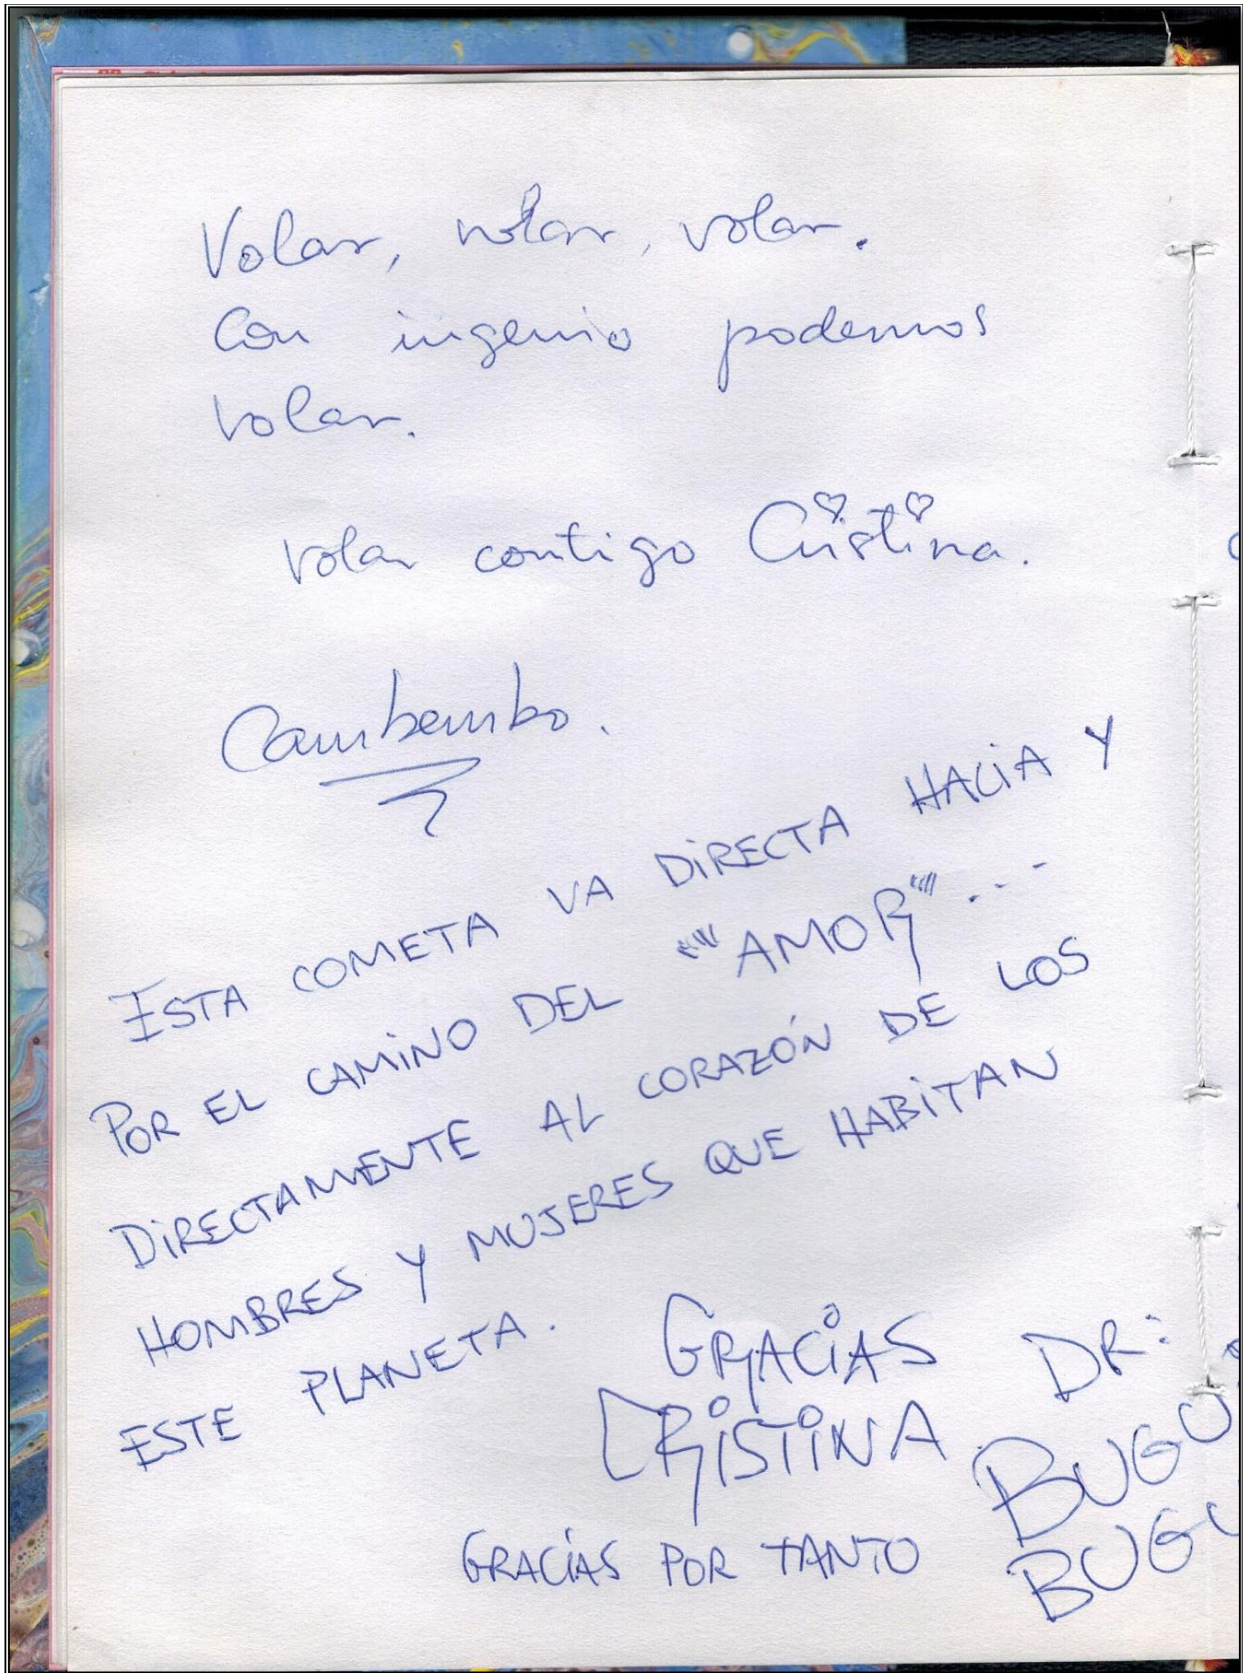 Volar, volar, volar.
Con ingenio podemos
volar.
volar contigo Cristina.
Cambembo.
ESTA COMETA VA DIRECTA HACIA Y
POR EL CAMINO DEL ""AMOR""...
DIRECTAMENTE AL CORAZÓN DE LOS
HOMBRES Y MUJERES QUE HABITAN
ESTE PLANETA.
GRACIAS
CRISTINA
GRACIAS POR TANTO
DR: